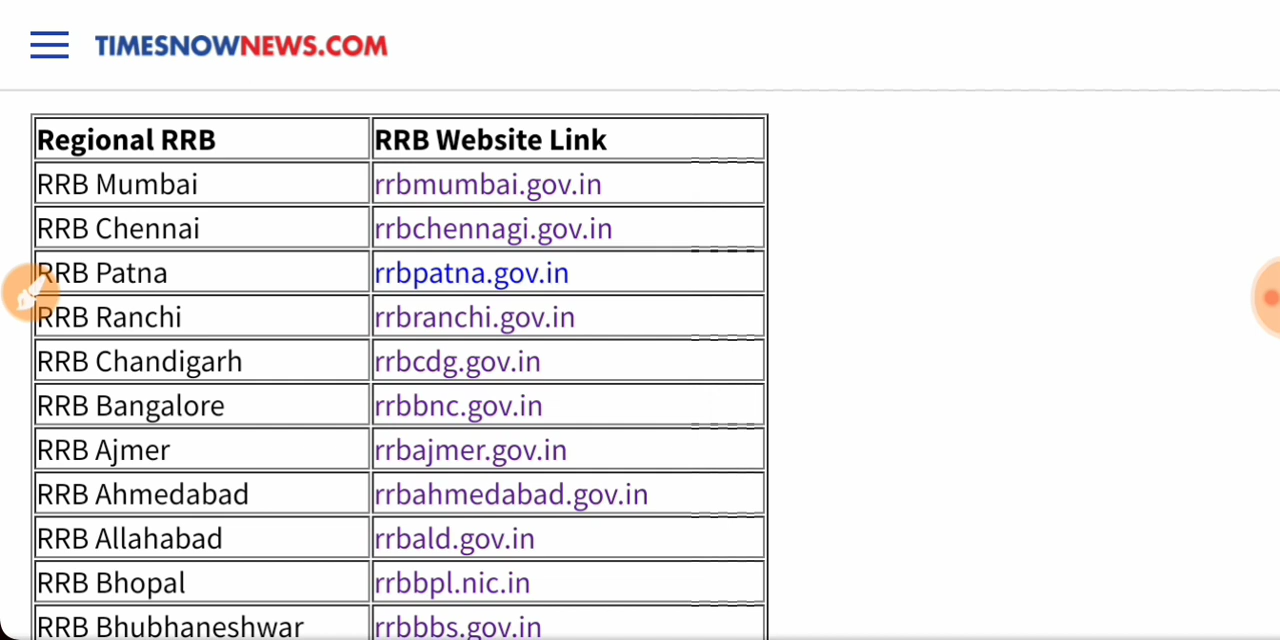 TIMESNOWNEWS.COM
Regional RRB RRB Website Link
RRB Mumbai rrbmumbai.gov.in
RRB Chennai rrbchennagi.gov.in
RRB Patna rrbpatna.gov.in
RRB Ranchi rrbranchi.gov.in
RRB Chandigarh rrbcdg.gov.in
RRB Bangalore rrbbnc.gov.in
RRB Ajmer rrbajmer.gov.in
RRB Ahmedabad rrbahmedabad.gov.in
RRB Allahabad rrbald.gov.in
RRB Bhopal rrbbpl.nic.in
RRB Bhubhaneshwar rrbbbs.gov.in